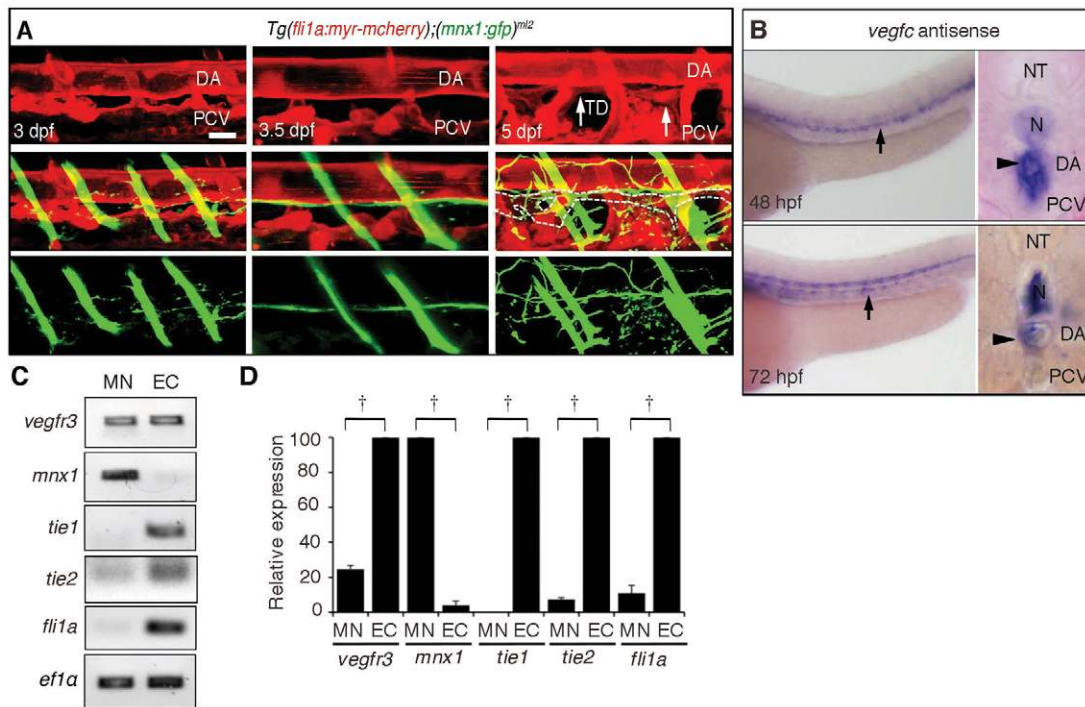 A
Tg(fli1a:myr-mcherry);(mnx1:gfp)ml2
DA
PCV
3 dpf
DA
PCV
3.5 dpf
DA
TD
PCV
5 dpf
B
vegfc antisense
48 hpf
NT
N
DA
PCV
72 hpf
NT
N
DA
PCV
C
MN EC
vegfr3
mnx1
tie1
tie2
fli1a
ef1α
D
† † † † †
Relative expression
100
80
60
40
20
0
MN EC MN EC MN EC MN EC MN EC
vegfr3 mnx1 tie1 tie2 fli1a